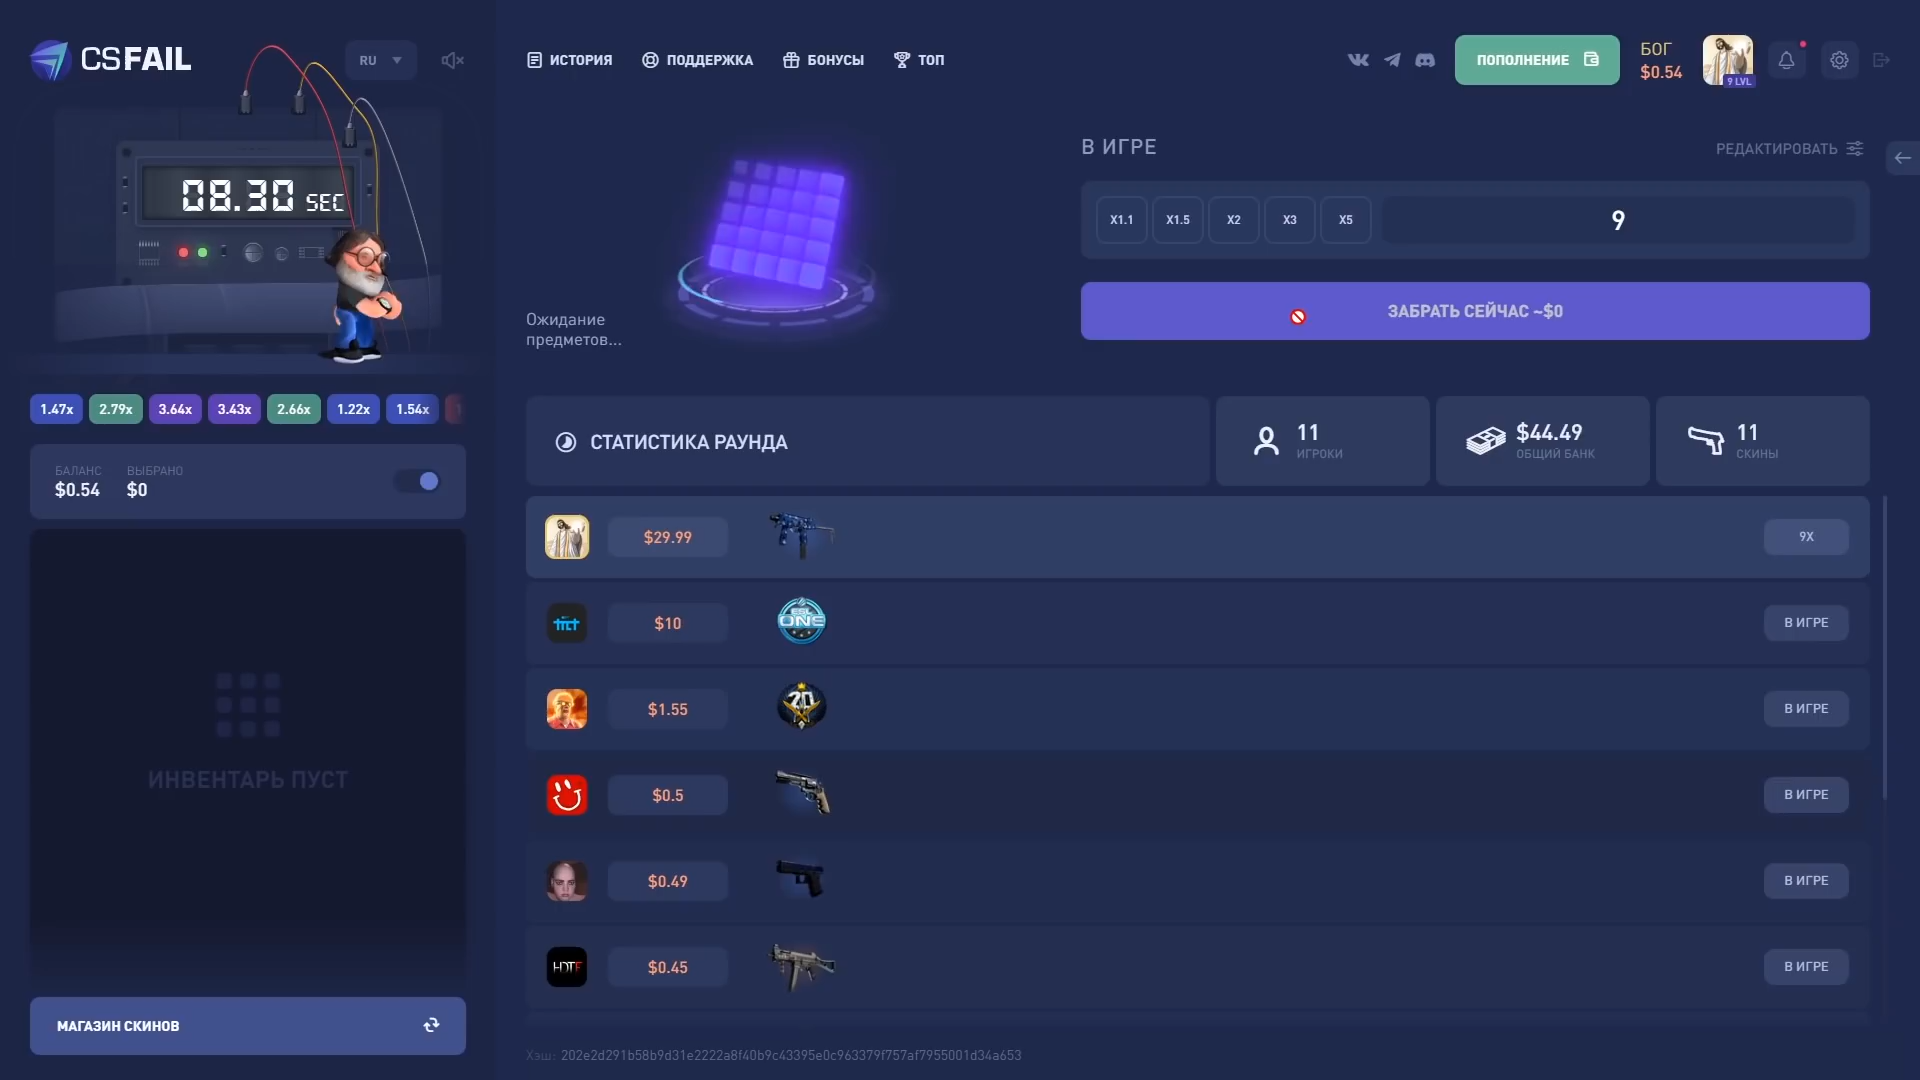 CSFAIL
RU
ИСТОРИЯ
ПОДДЕРЖКА
БОНУСЫ
ТОП
ПОПОЛНЕНИЕ
БОГ
$0.54
9 LVL
08.30 SEC
Ожидание
предметов...
В ИГРЕ
РЕДАКТИРОВАТЬ
X1.1
X1.5
X2
X3
X5
9
ЗАБРАТЬ СЕЙЧАС ~$0
1.47x
2.79x
3.64x
3.43x
2.66x
1.22x
1.54x
БАЛАНС
$0.54
ВЫБРАНО
$0
ИНВЕНТАРЬ ПУСТ
МАГАЗИН СКИНОВ
СТАТИСТИКА РАУНДА
11
ИГРОКИ
$44.49
ОБЩИЙ БАНК
11
СКИНЫ
$29.99
9X
$10
ESL
ONE
В ИГРЕ
$1.55
20
В ИГРЕ
$0.5
В ИГРЕ
$0.49
В ИГРЕ
HDTF
$0.45
В ИГРЕ
Хэш: 202e2d291b58b9d31e2222a8f40b9c43395e0c963379f757af7955001d34a653